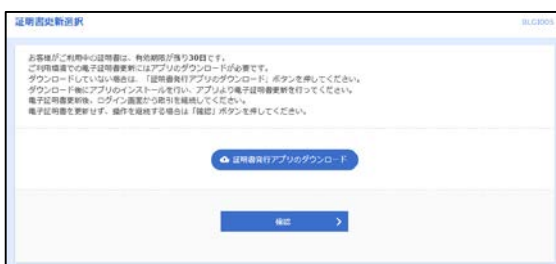 証明書更新選択
BLGI005
お客様がご利用中の証明書は、有効期限が残り30日です。
ご利用環境での電子証明書更新にはアプリのダウンロードが必要です。
ダウンロードしていない場合は、「証明書発行アプリのダウンロード」ボタンを押してください。
ダウンロード後にアプリのインストールを行い、アプリより電子証明書更新を行ってください。
電子証明書更新後、ログイン画面から取引を継続してください。
電子証明書を更新せず、操作を継続する場合は「確認」ボタンを押してください。
証明書発行アプリのダウンロード
確認